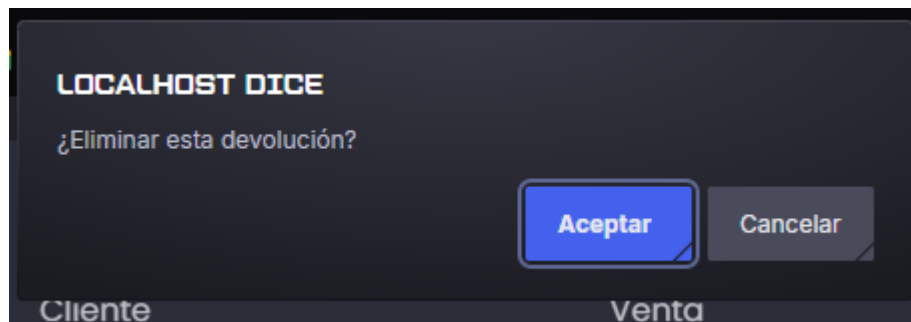 LOCALHOST DICE
¿Eliminar esta devolución?
Aceptar
Cancelar
Cliente
Venta